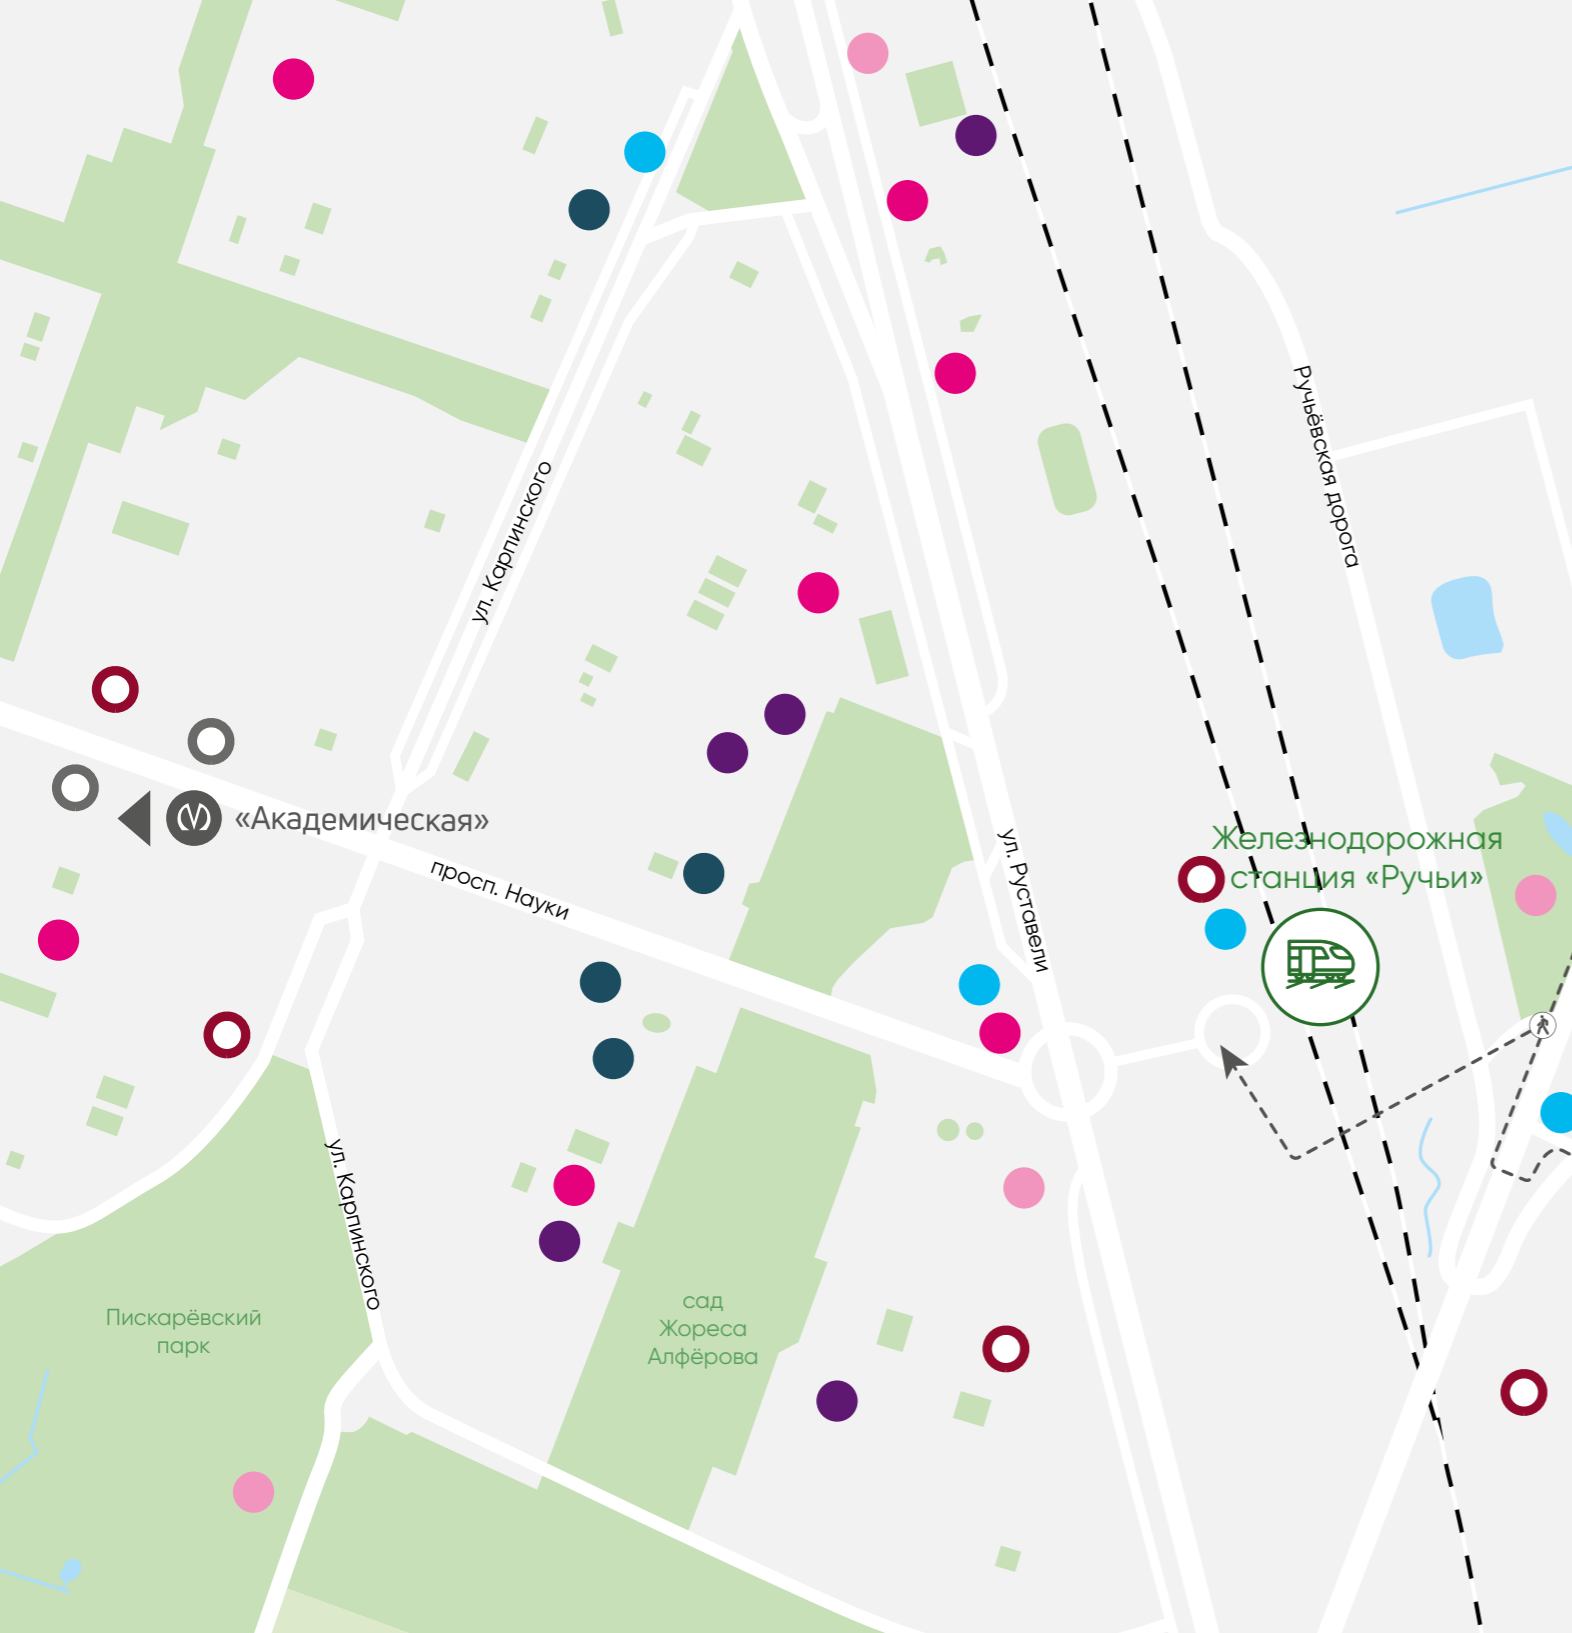 Ручьёвская дорога
ул. Карпинского
«Академическая»
просп. Науки
ул. Руставели
Железнодорожная
станция «Ручьи»
ул. Карпинского
Пискарёвский
парк
сад
Жореса
Алфёрова